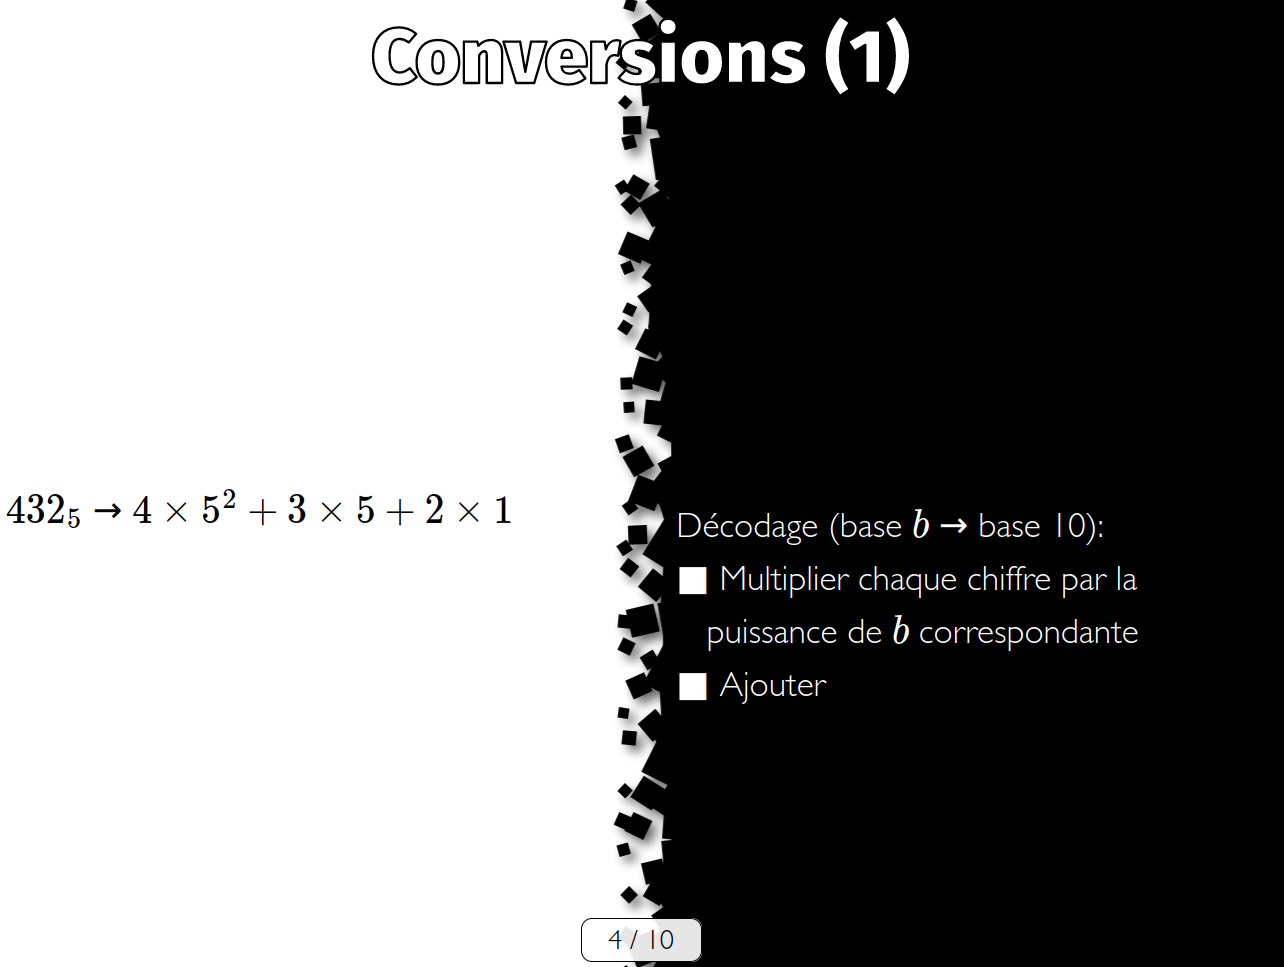 Conversions (1)
432₅ → 4 × 5² + 3 × 5 + 2 × 1
Décodage (base b → base 10):
Multiplier chaque chiffre par la
puissance de b correspondante
Ajouter
4 / 10